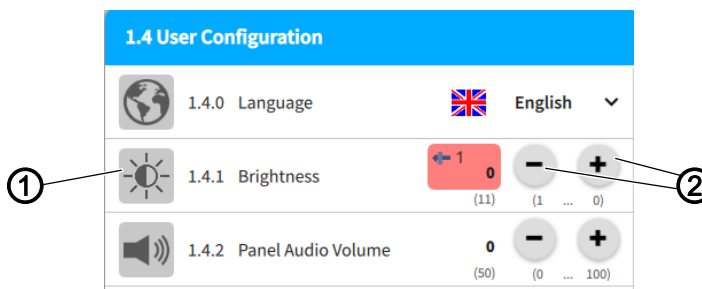 1.4 User Configuration
1.4.0 Language English
1 1.4.1 Brightness 1 0 − + 2
(11) (1 ... 0)
1.4.2 Panel Audio Volume 0 − +
(50) (0 ... 100)